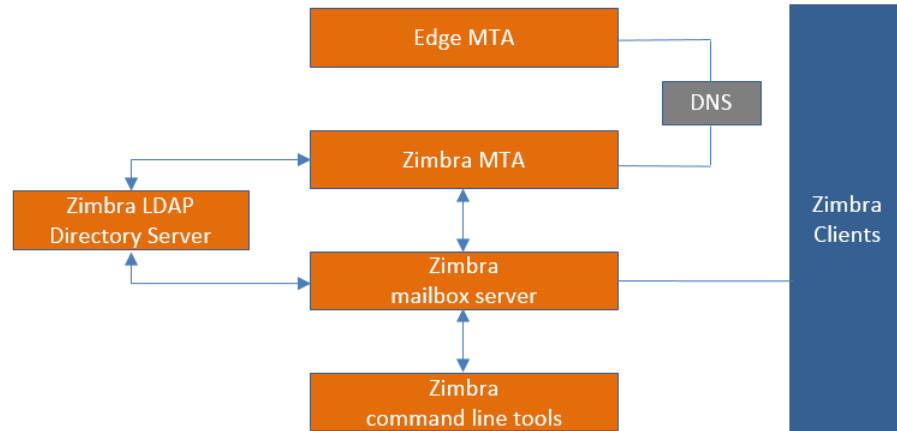 Edge MTA
DNS
Zimbra MTA
Zimbra LDAP
Directory Server
Zimbra
Clients
Zimbra
mailbox server
Zimbra
command line tools